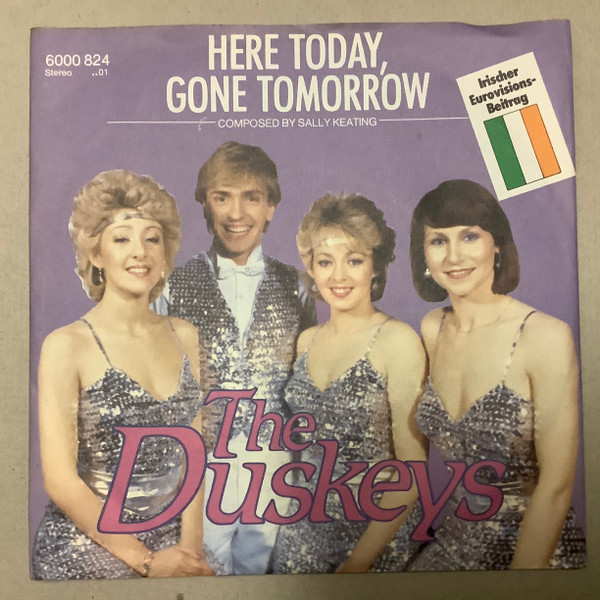 6000 824
Stereo ..01
HERE TODAY,
GONE TOMORROW
COMPOSED BY SALLY KEATING
Irischer
Eurovisions-
Beitrag
The
Duskeys